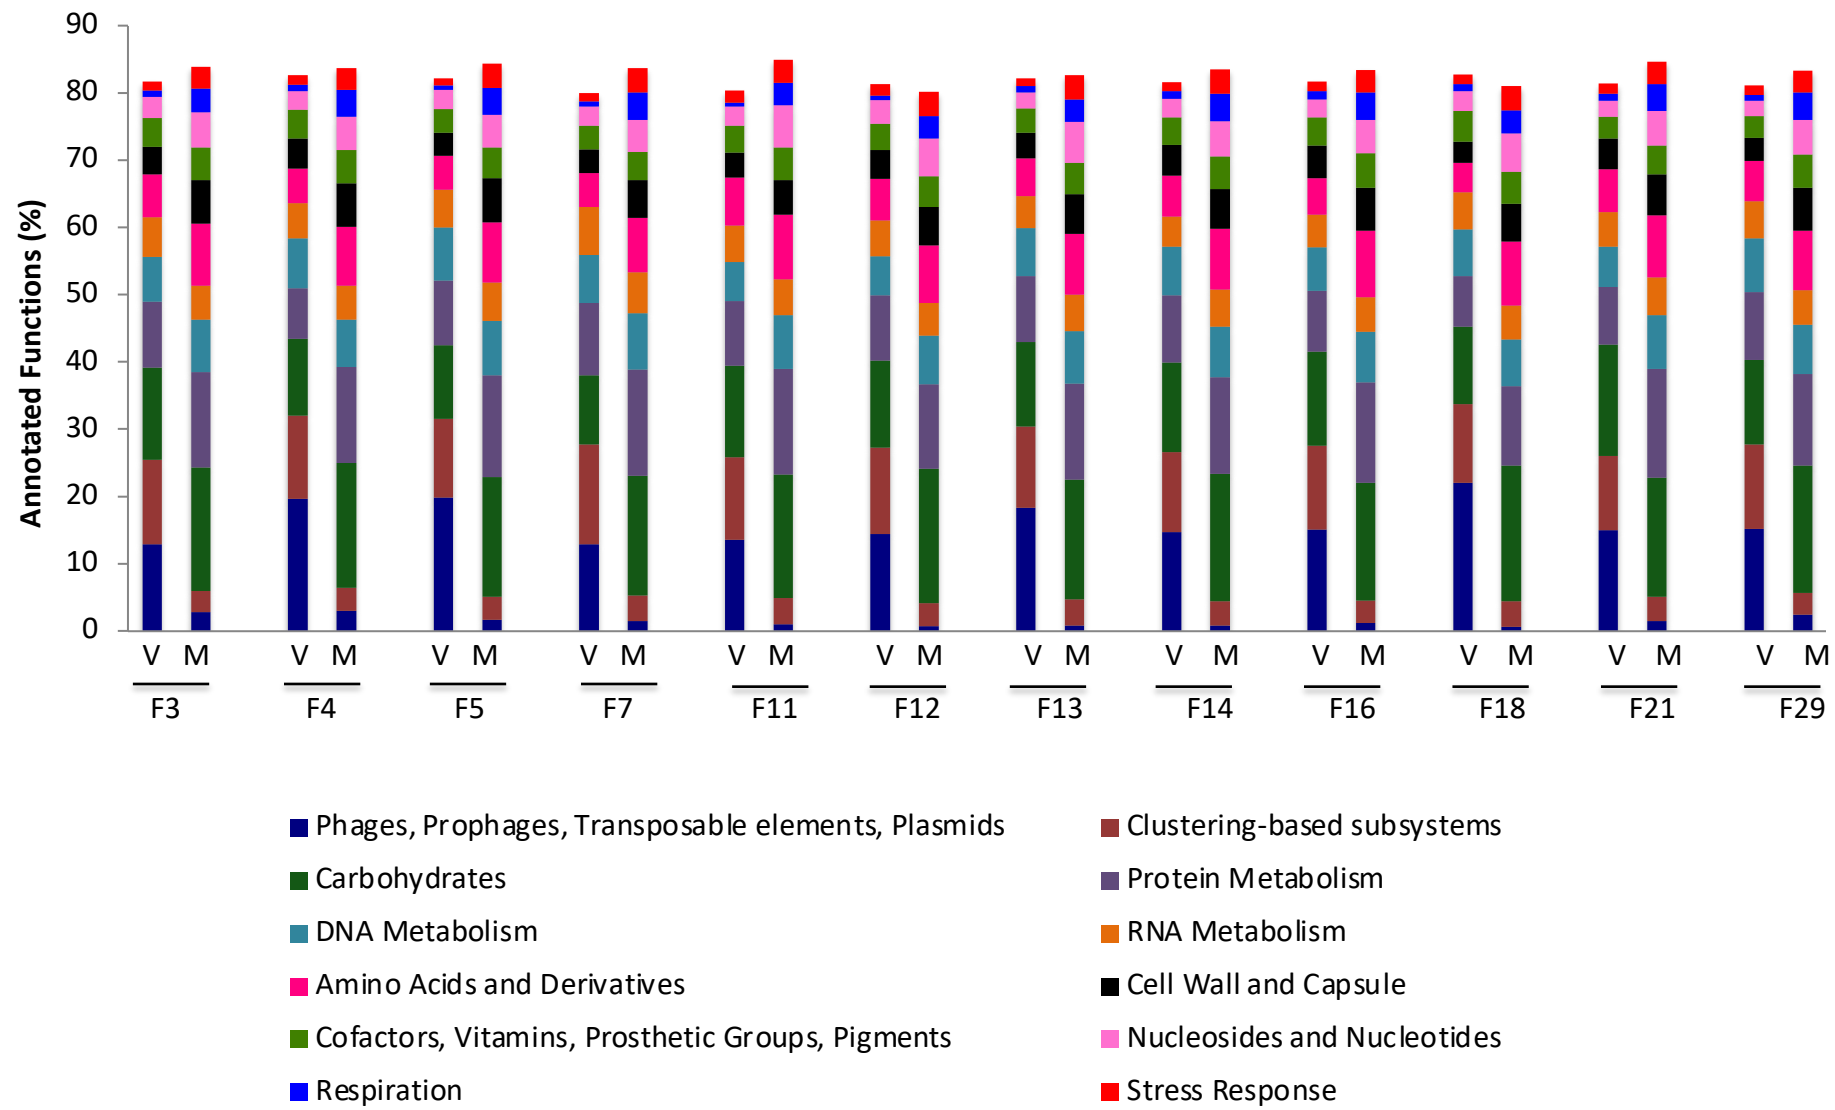 Annotated Functions (%)
90
80
70
60
50
40
30
20
10
0
V M V M V M V M V M V M V M V M V M V M V M V M
F3 F4 F5 F7 F11 F12 F13 F14 F16 F18 F21 F29
Phages, Prophages, Transposable elements, Plasmids
Clustering-based subsystems
Carbohydrates
Protein Metabolism
DNA Metabolism
RNA Metabolism
Amino Acids and Derivatives
Cell Wall and Capsule
Cofactors, Vitamins, Prosthetic Groups, Pigments
Nucleosides and Nucleotides
Respiration
Stress Response